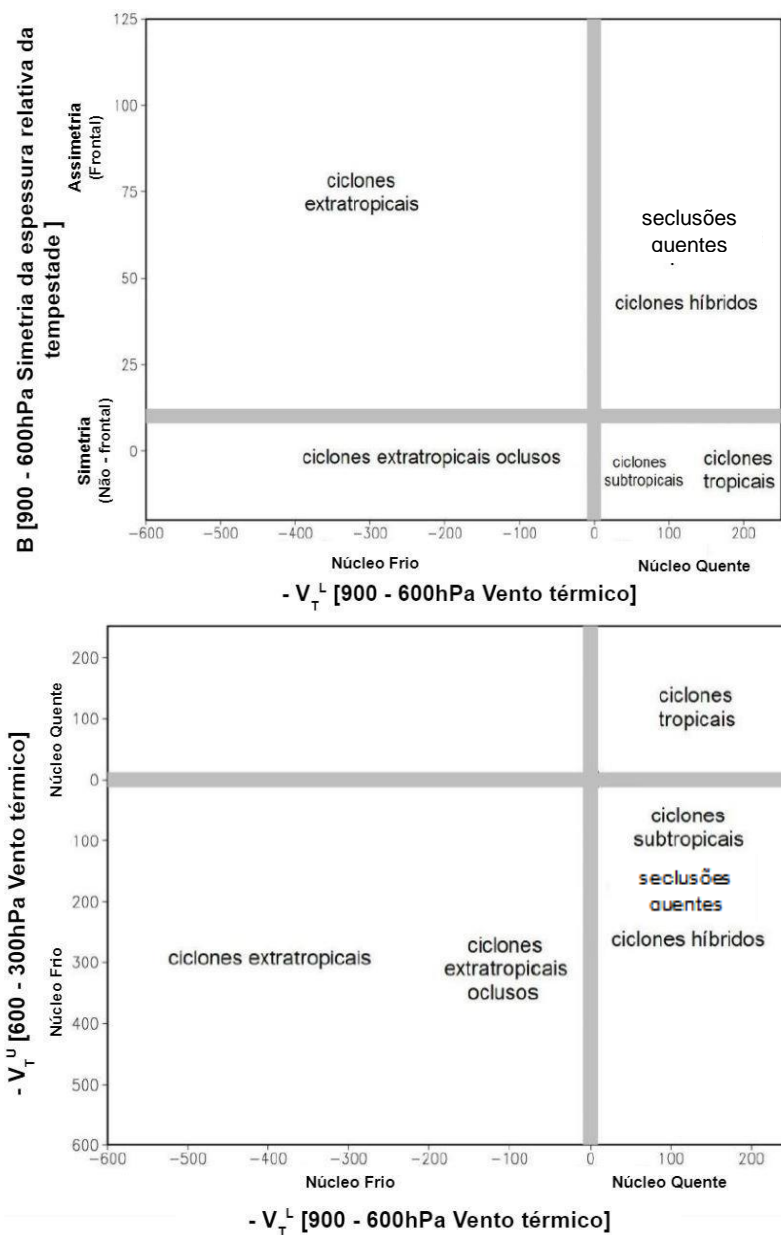 B [900 - 600hPa Simetria da espessura relativa da
tempestade ]
Assimetria
(Frontal)
Simetria
(Não - frontal)
125
100
75
50
25
0
ciclones
extratropicais
seclusões
quentes
ciclones híbridos
ciclones extratropicais oclusos
ciclones
subtropicais
ciclones
tropicais
-600 -500 -400 -300 -200 -100 0 100 200
Núcleo Frio
Núcleo Quente
- V_T^L [900 - 600hPa Vento térmico]
- V_T^U [600 - 300hPa Vento térmico]
Núcleo Quente
Núcleo Frio
200
100
0
100
200
300
400
500
600
ciclones
tropicais
ciclones
subtropicais
seclusões
quentes
ciclones híbridos
ciclones extratropicais
ciclones
extratropicais
oclusos
-600 -500 -400 -300 -200 -100 0 100 200
Núcleo Frio
Núcleo Quente
- V_T^L [900 - 600hPa Vento térmico]